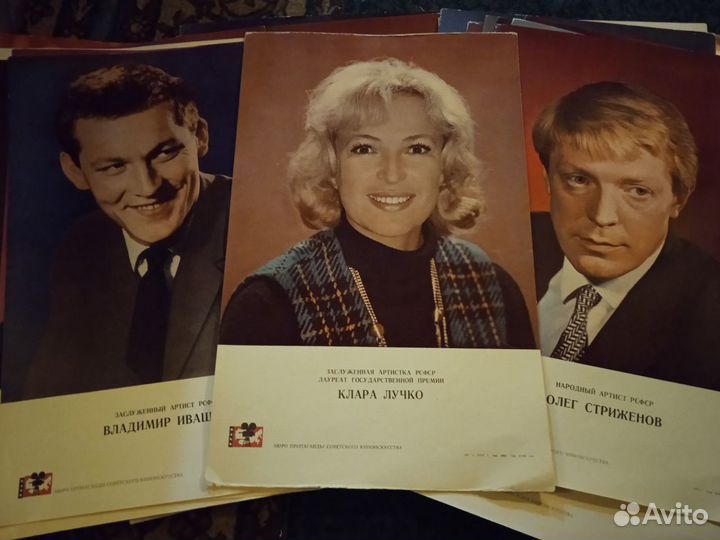 ЗАСЛУЖЕННЫЙ АРТИСТ РСФСР
ВЛАДИМИР ИВАШ
БЮРО ПРОПАГАНДЫ СОВЕТСКОГО КИНОИСКУССТВА
ЗАСЛУЖЕННАЯ АРТИСТКА РСФСР
ЛАУРЕАТ ГОСУДАРСТВЕННОЙ ПРЕМИИ
КЛАРА ЛУЧКО
БЮРО ПРОПАГАНДЫ СОВЕТСКОГО КИНОИСКУССТВА
НАРОДНЫЙ АРТИСТ РСФСР
ОЛЕГ СТРИЖЕНОВ
КИНОИСКУССТВА
Avito